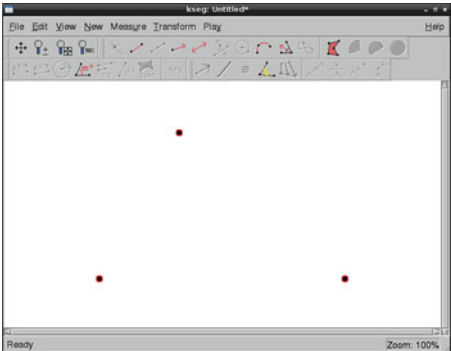 kseg: Untitled*
File Edit View New Measure Transform Play Help
Ready Zoom: 100%